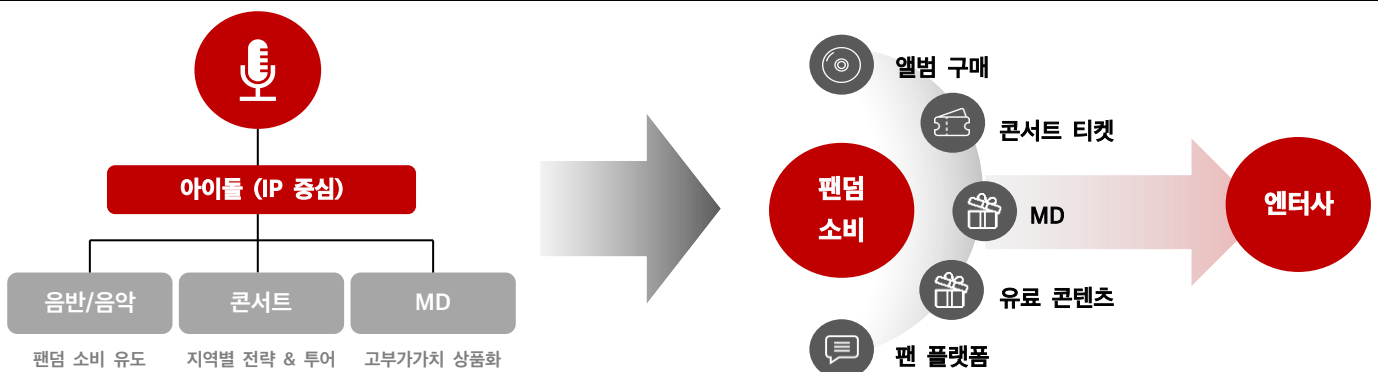 아이돌 (IP 중심)
음반/음악
콘서트
MD
팬덤 소비 유도
지역별 전략 & 투어
고부가가치 상품화
팬덤
소비
앨범 구매
콘서트 티켓
MD
유료 콘텐츠
팬 플랫폼
엔터사